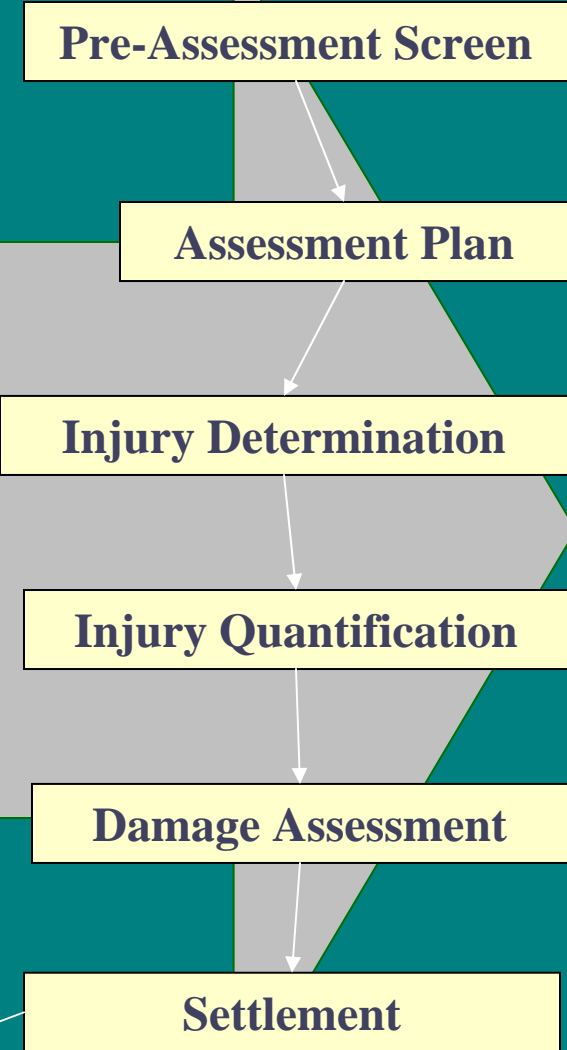 Pre-Assessment Screen
Assessment Plan
Injury Determination
Injury Quantification
Damage Assessment
Settlement